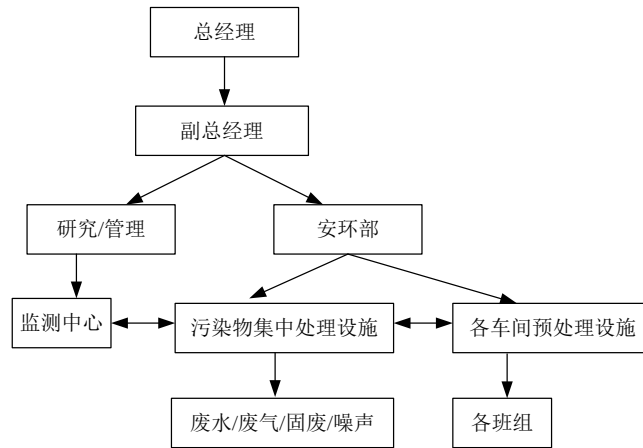 总经理
副总经理
研究/管理
安环部
监测中心
污染物集中处理设施
各车间预处理设施
废水/废气/固废/噪声
各班组